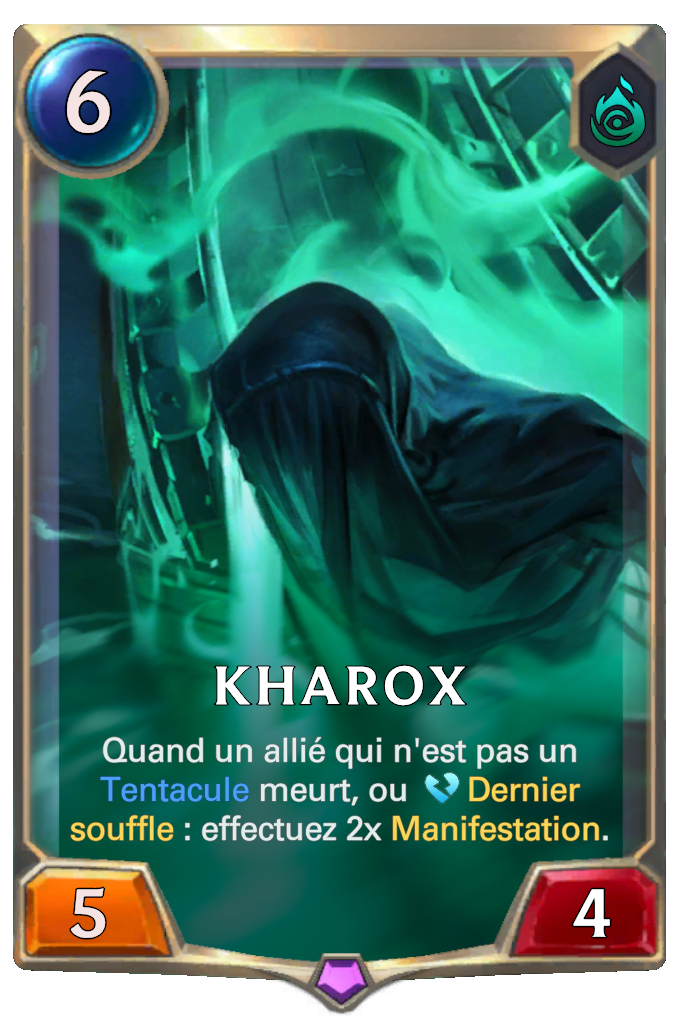 6
KHAROX
Quand un allié qui n'est pas un
Tentacule meurt, ou Dernier
souffle : effectuez 2x Manifestation.
5
4